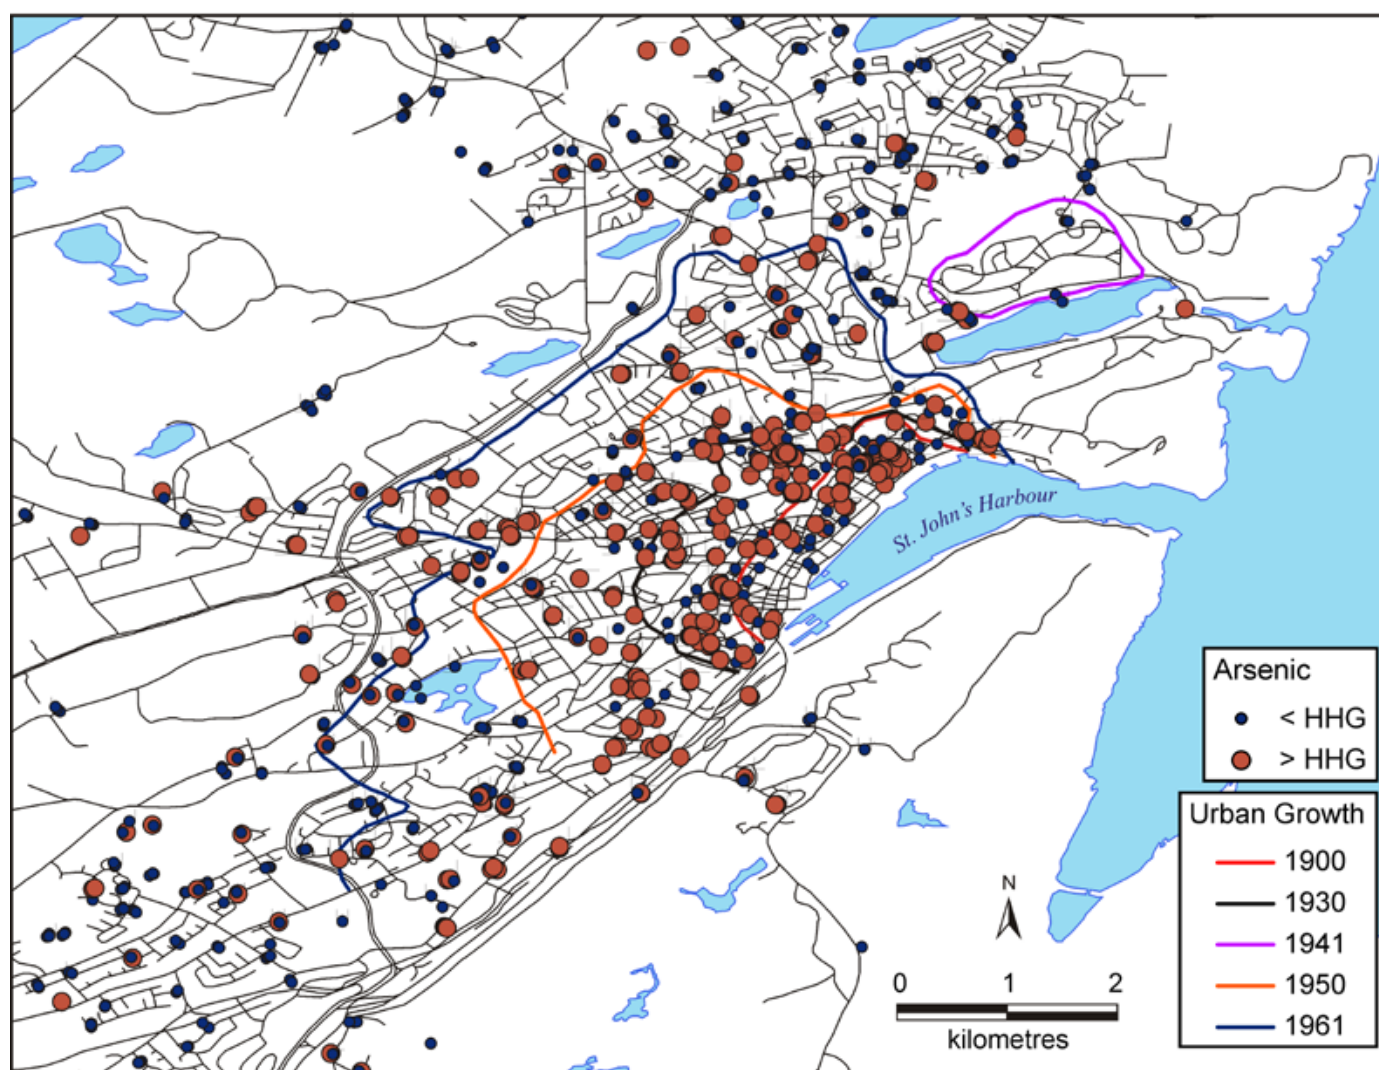 St. John's Harbour
Arsenic
< HHG
> HHG
Urban Growth
1900
1930
1941
1950
1961
N
0 1 2
kilometres